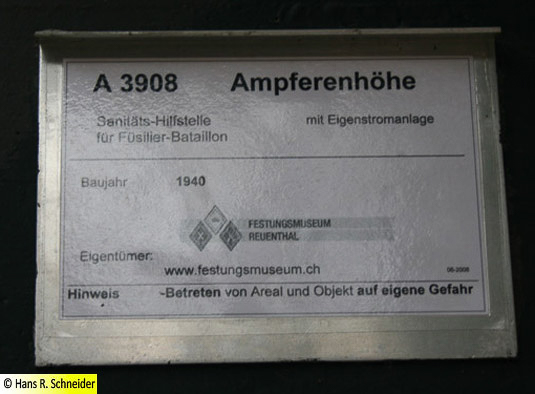 A 3908 Ampferenhöhe
Sanitäts-Hilfstelle mit Eigenstromanlage
für Füsilier-Bataillon
Baujahr 1940
FESTUNGSMUSEUM
REUENTHAL
Eigentümer:
www.festungsmuseum.ch 06-2008
Hinweis -Betreten von Areal und Objekt auf eigene Gefahr
© Hans R. Schneider